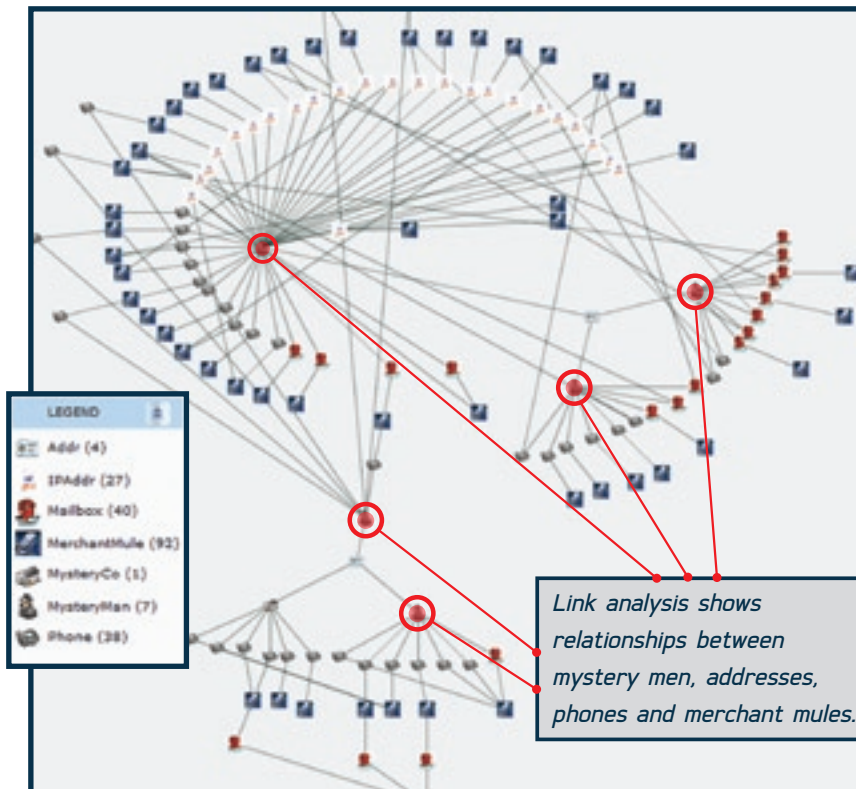 LEGEND
Addr (4)
IPAddr (27)
Mailbox (40)
MerchantMule (92)
MysteryCo (1)
MysteryMan (7)
Phone (38)
Link analysis shows
relationships between
mystery men, addresses,
phones and merchant mules.